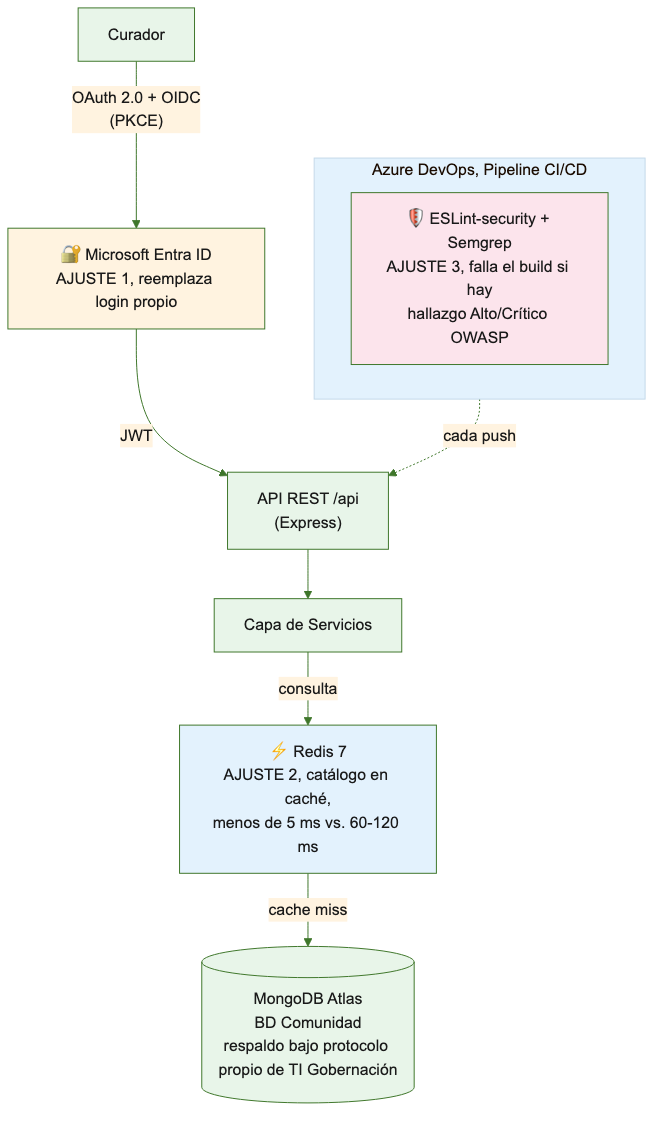 Curador
OAuth 2.0 + OIDC
(PKCE)
Azure DevOps, Pipeline CI/CD
ESLint-security +
Semgrep
AJUSTE 3, falla el build si
hay
hallazgo Alto/Crítico
OWASP
Microsoft Entra ID
AJUSTE 1, reemplaza
login propio
JWT
cada push
API REST /api
(Express)
Capa de Servicios
consulta
Redis 7
AJUSTE 2, catálogo en
caché,
menos de 5 ms vs. 60-120
ms
cache miss
MongoDB Atlas
BD Comunidad
respaldo bajo protocolo
propio de TI Gobernación